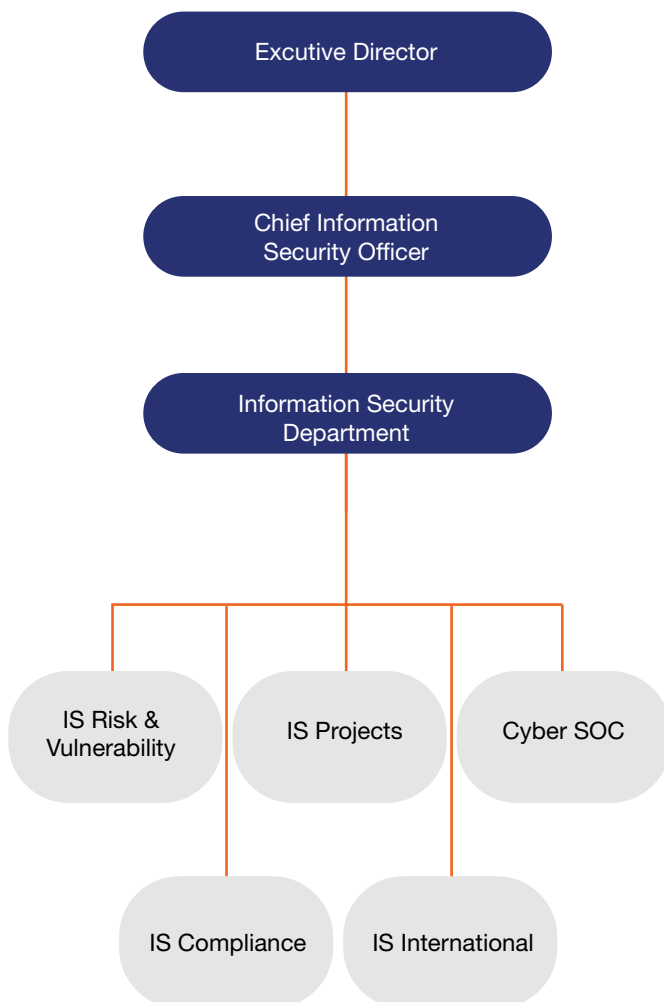 Excutive Director
Chief Information
Security Officer
Information Security
Department
IS Risk &
Vulnerability
IS Projects
Cyber SOC
IS Compliance
IS International